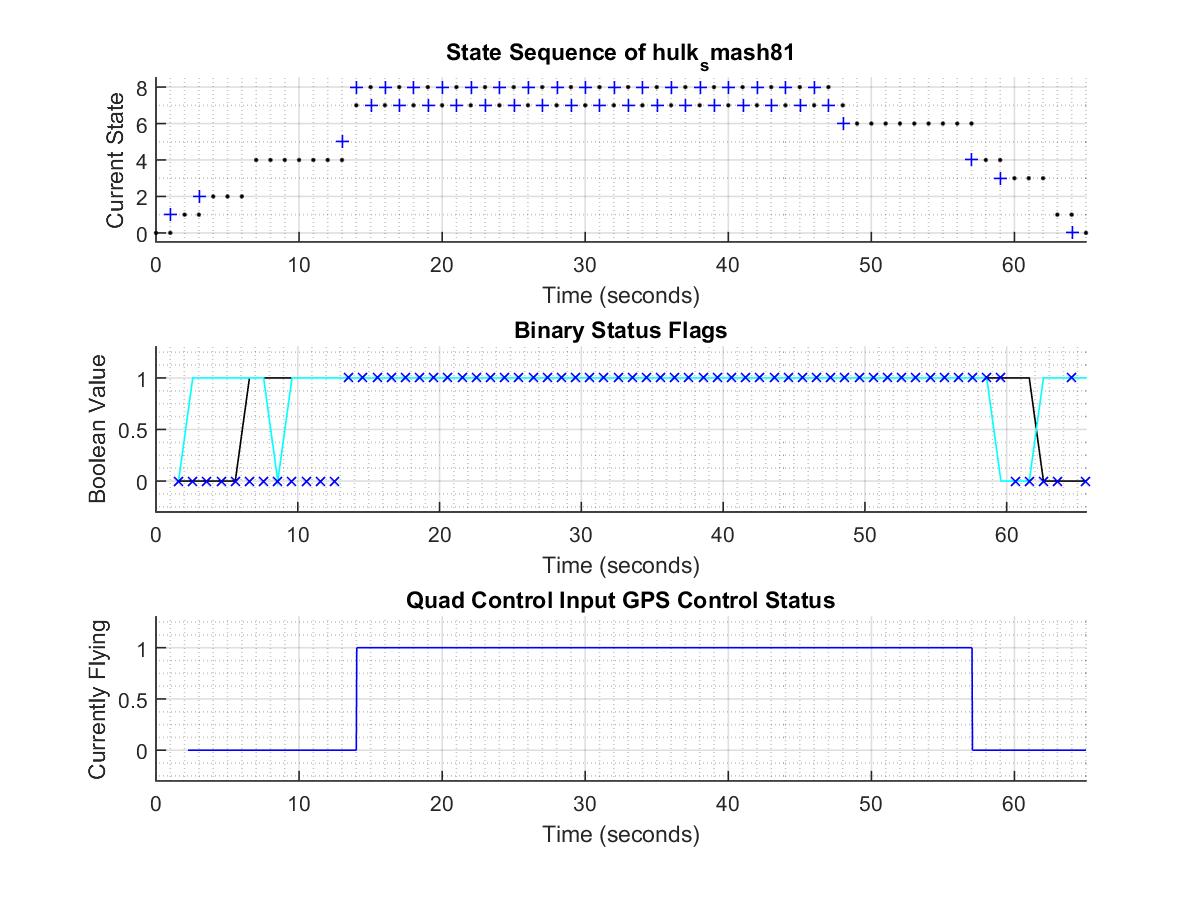 State Sequence of hulk_smash81
8
6
4
2
0
Current State
0 10 20 30 40 50 60
Time (seconds)
Binary Status Flags
1
0.5
0
Boolean Value
0 10 20 30 40 50 60
Time (seconds)
Quad Control Input GPS Control Status
1
0.5
0
Currently Flying
0 10 20 30 40 50 60
Time (seconds)